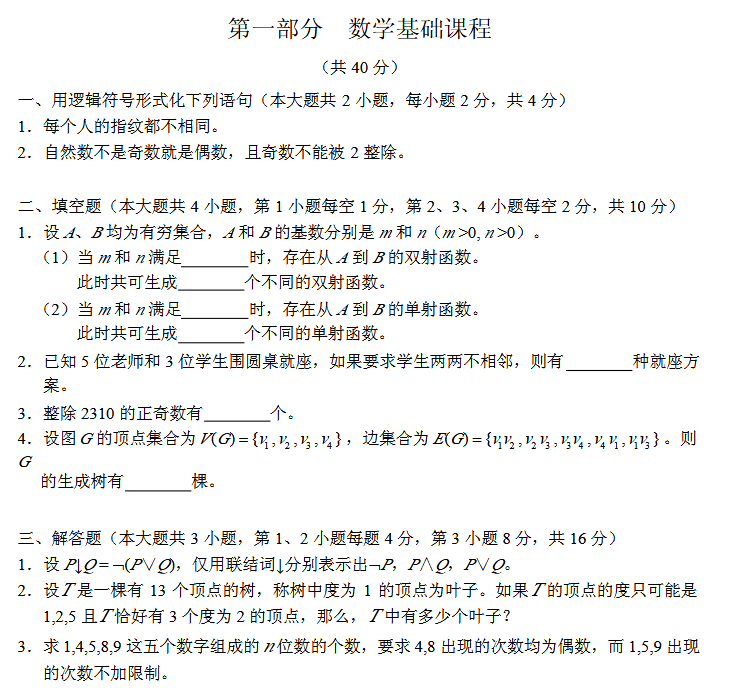 第一部分 数学基础课程
（共 40 分）
一、用逻辑符号形式化下列语句（本大题共 2 小题，每小题 2 分，共 4 分）
1．每个人的指纹都不相同。
2．自然数不是奇数就是偶数，且奇数不能被 2 整除。
二、填空题（本大题共 4 小题，第 1 小题每空 1 分，第 2、3、4 小题每空 2 分，共 10 分）
1．设 A、B 均为有穷集合，A 和 B 的基数分别是 m 和 n（m >0, n >0）。
（1）当 m 和 n 满足________时，存在从 A 到 B 的双射函数。
此时共可生成________个不同的双射函数。
（2）当 m 和 n 满足________时，存在从 A 到 B 的单射函数。
此时共可生成________个不同的单射函数。
2．已知 5 位老师和 3 位学生围圆桌就座，如果要求学生两两不相邻，则有________种就座方
案。
3．整除 2310 的正奇数有________个。
4．设图 G 的顶点集合为 V(G) = {v₁, v₂, v₃, v₄}，边集合为 E(G) = {v₁v₂, v₂v₃, v₃v₄, v₄v₁, v₁v₃}。则
G
的生成树有________棵。
三、解答题（本大题共 3 小题，第 1、2 小题每题 4 分，第 3 小题 8 分，共 16 分）
1．设 P↓Q = ¬(P∨Q)，仅用联结词↓分别表示出¬P，P∧Q，P∨Q。
2．设T 是一棵有 13 个顶点的树，称树中度为 1 的顶点为叶子。如果T 的顶点的度只可能是
1,2,5 且T 恰好有 3 个度为 2 的顶点，那么，T 中有多少个叶子？
3．求 1,4,5,8,9 这五个数字组成的 n 位数的个数，要求 4,8 出现的次数均为偶数，而 1,5,9 出现
的次数不加限制。